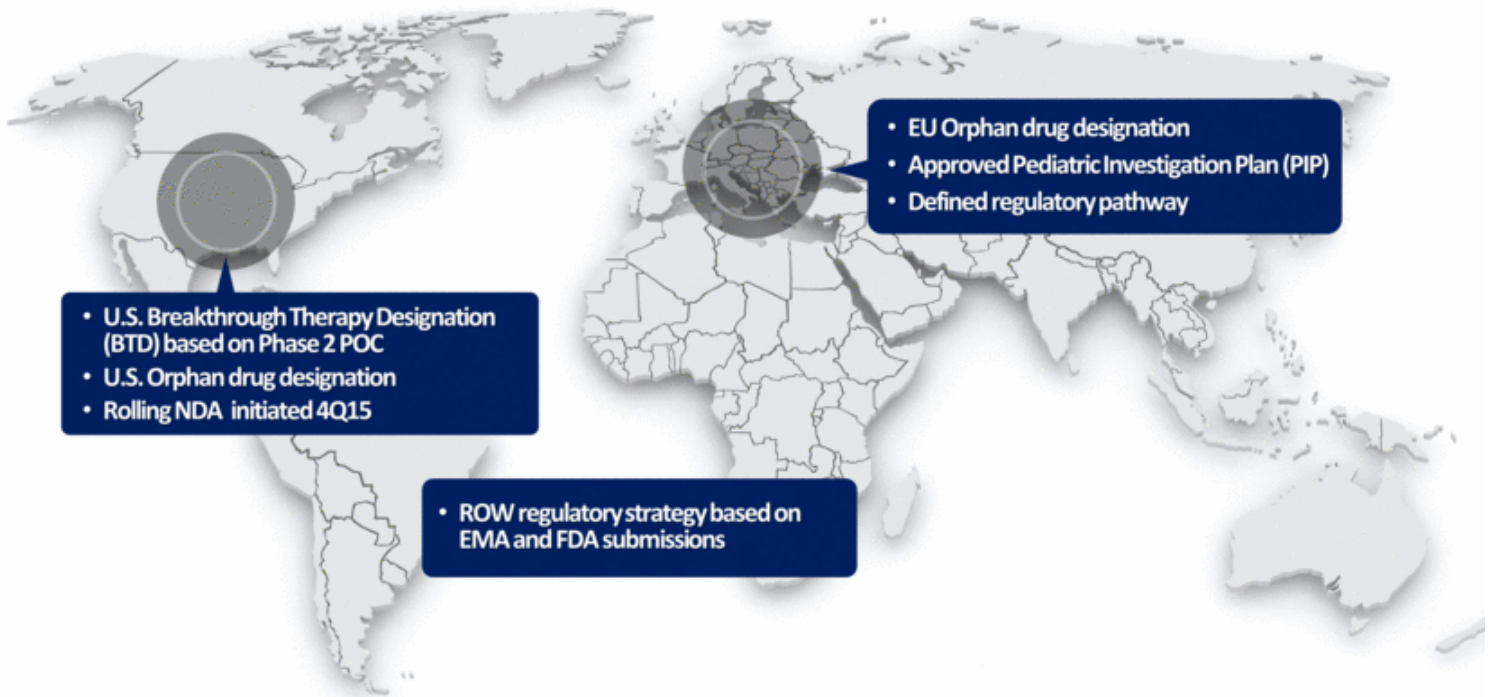 • EU Orphan drug designation
• Approved Pediatric Investigation Plan (PIP)
• Defined regulatory pathway
• U.S. Breakthrough Therapy Designation
(BTD) based on Phase 2 POC
• U.S. Orphan drug designation
• Rolling NDA initiated 4Q15
• ROW regulatory strategy based on
EMA and FDA submissions